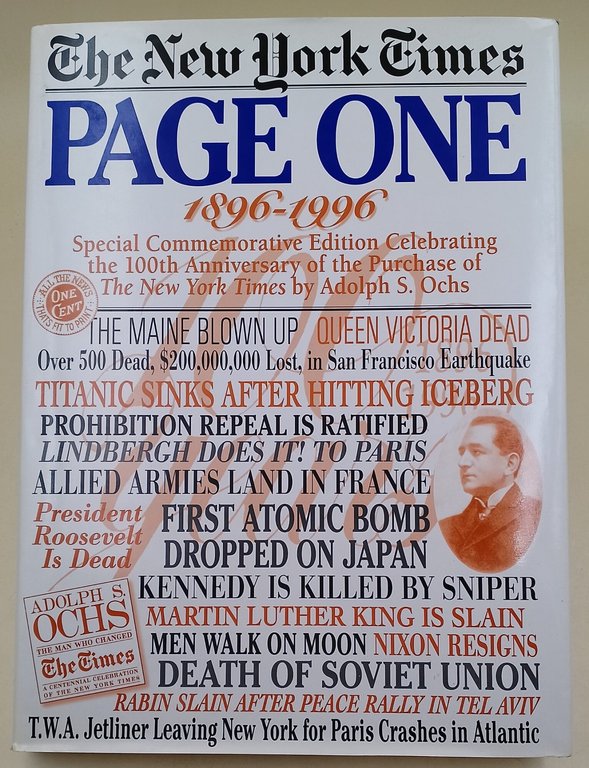 The New York Times
PAGE ONE
1896-1996
Special Commemorative Edition Celebrating
the 100th Anniversary of the Purchase of
The New York Times by Adolph S. Ochs
ALL THE NEWS
ONE CENT
THAT'S FIT TO PRINT
THE MAINE BLOWN UP QUEEN VICTORIA DEAD
Over 500 Dead, $200,000,000 Lost, in San Francisco Earthquake
TITANIC SINKS AFTER HITTING ICEBERG
PROHIBITION REPEAL IS RATIFIED
LINDBERGH DOES IT! TO PARIS
ALLIED ARMIES LAND IN FRANCE
President
Roosevelt
Is Dead
FIRST ATOMIC BOMB
DROPPED ON JAPAN
KENNEDY IS KILLED BY SNIPER
ADOLPH S.
OCHS
THE MAN WHO CHANGED
The Times
A CENTENNIAL CELEBRATION
OF THE NEW YORK TIMES
MARTIN LUTHER KING IS SLAIN
MEN WALK ON MOON NIXON RESIGNS
DEATH OF SOVIET UNION
RABIN SLAIN AFTER PEACE RALLY IN TEL AVIV
T.W.A. Jetliner Leaving New York for Paris Crashes in Atlantic